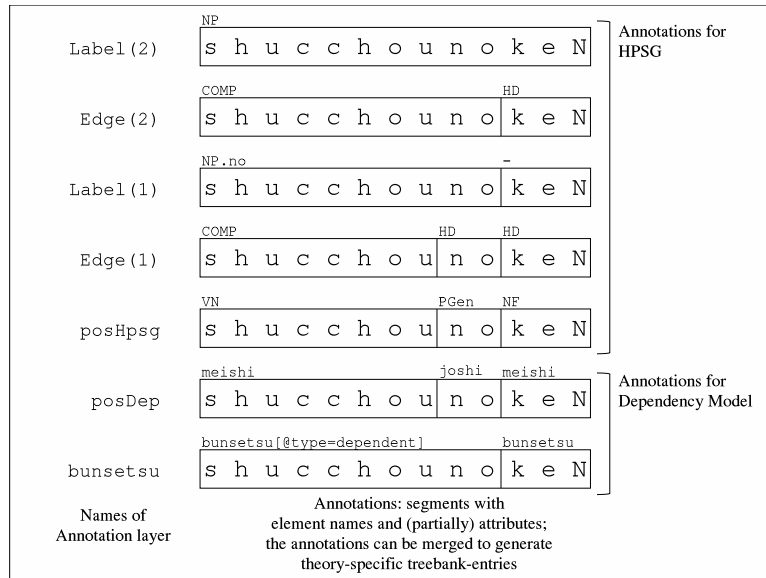 NP
Label(2) s h u c c h o u n o k e N
Annotations for
HPSG
COMP HD
Edge(2) s h u c c h o u n o k e N
NP.no -
Label(1) s h u c c h o u n o k e N
COMP HD HD
Edge(1) s h u c c h o u n o k e N
VN PGen NF
posHpsg s h u c c h o u n o k e N
meishi joshi meishi
posDep s h u c c h o u n o k e N
Annotations for
Dependency Model
bunsetsu[@type=dependent] bunsetsu
bunsetsu s h u c c h o u n o k e N
Names of
Annotation layer
Annotations: segments with
element names and (partially) attributes;
the annotations can be merged to generate
theory-specific treebank-entries